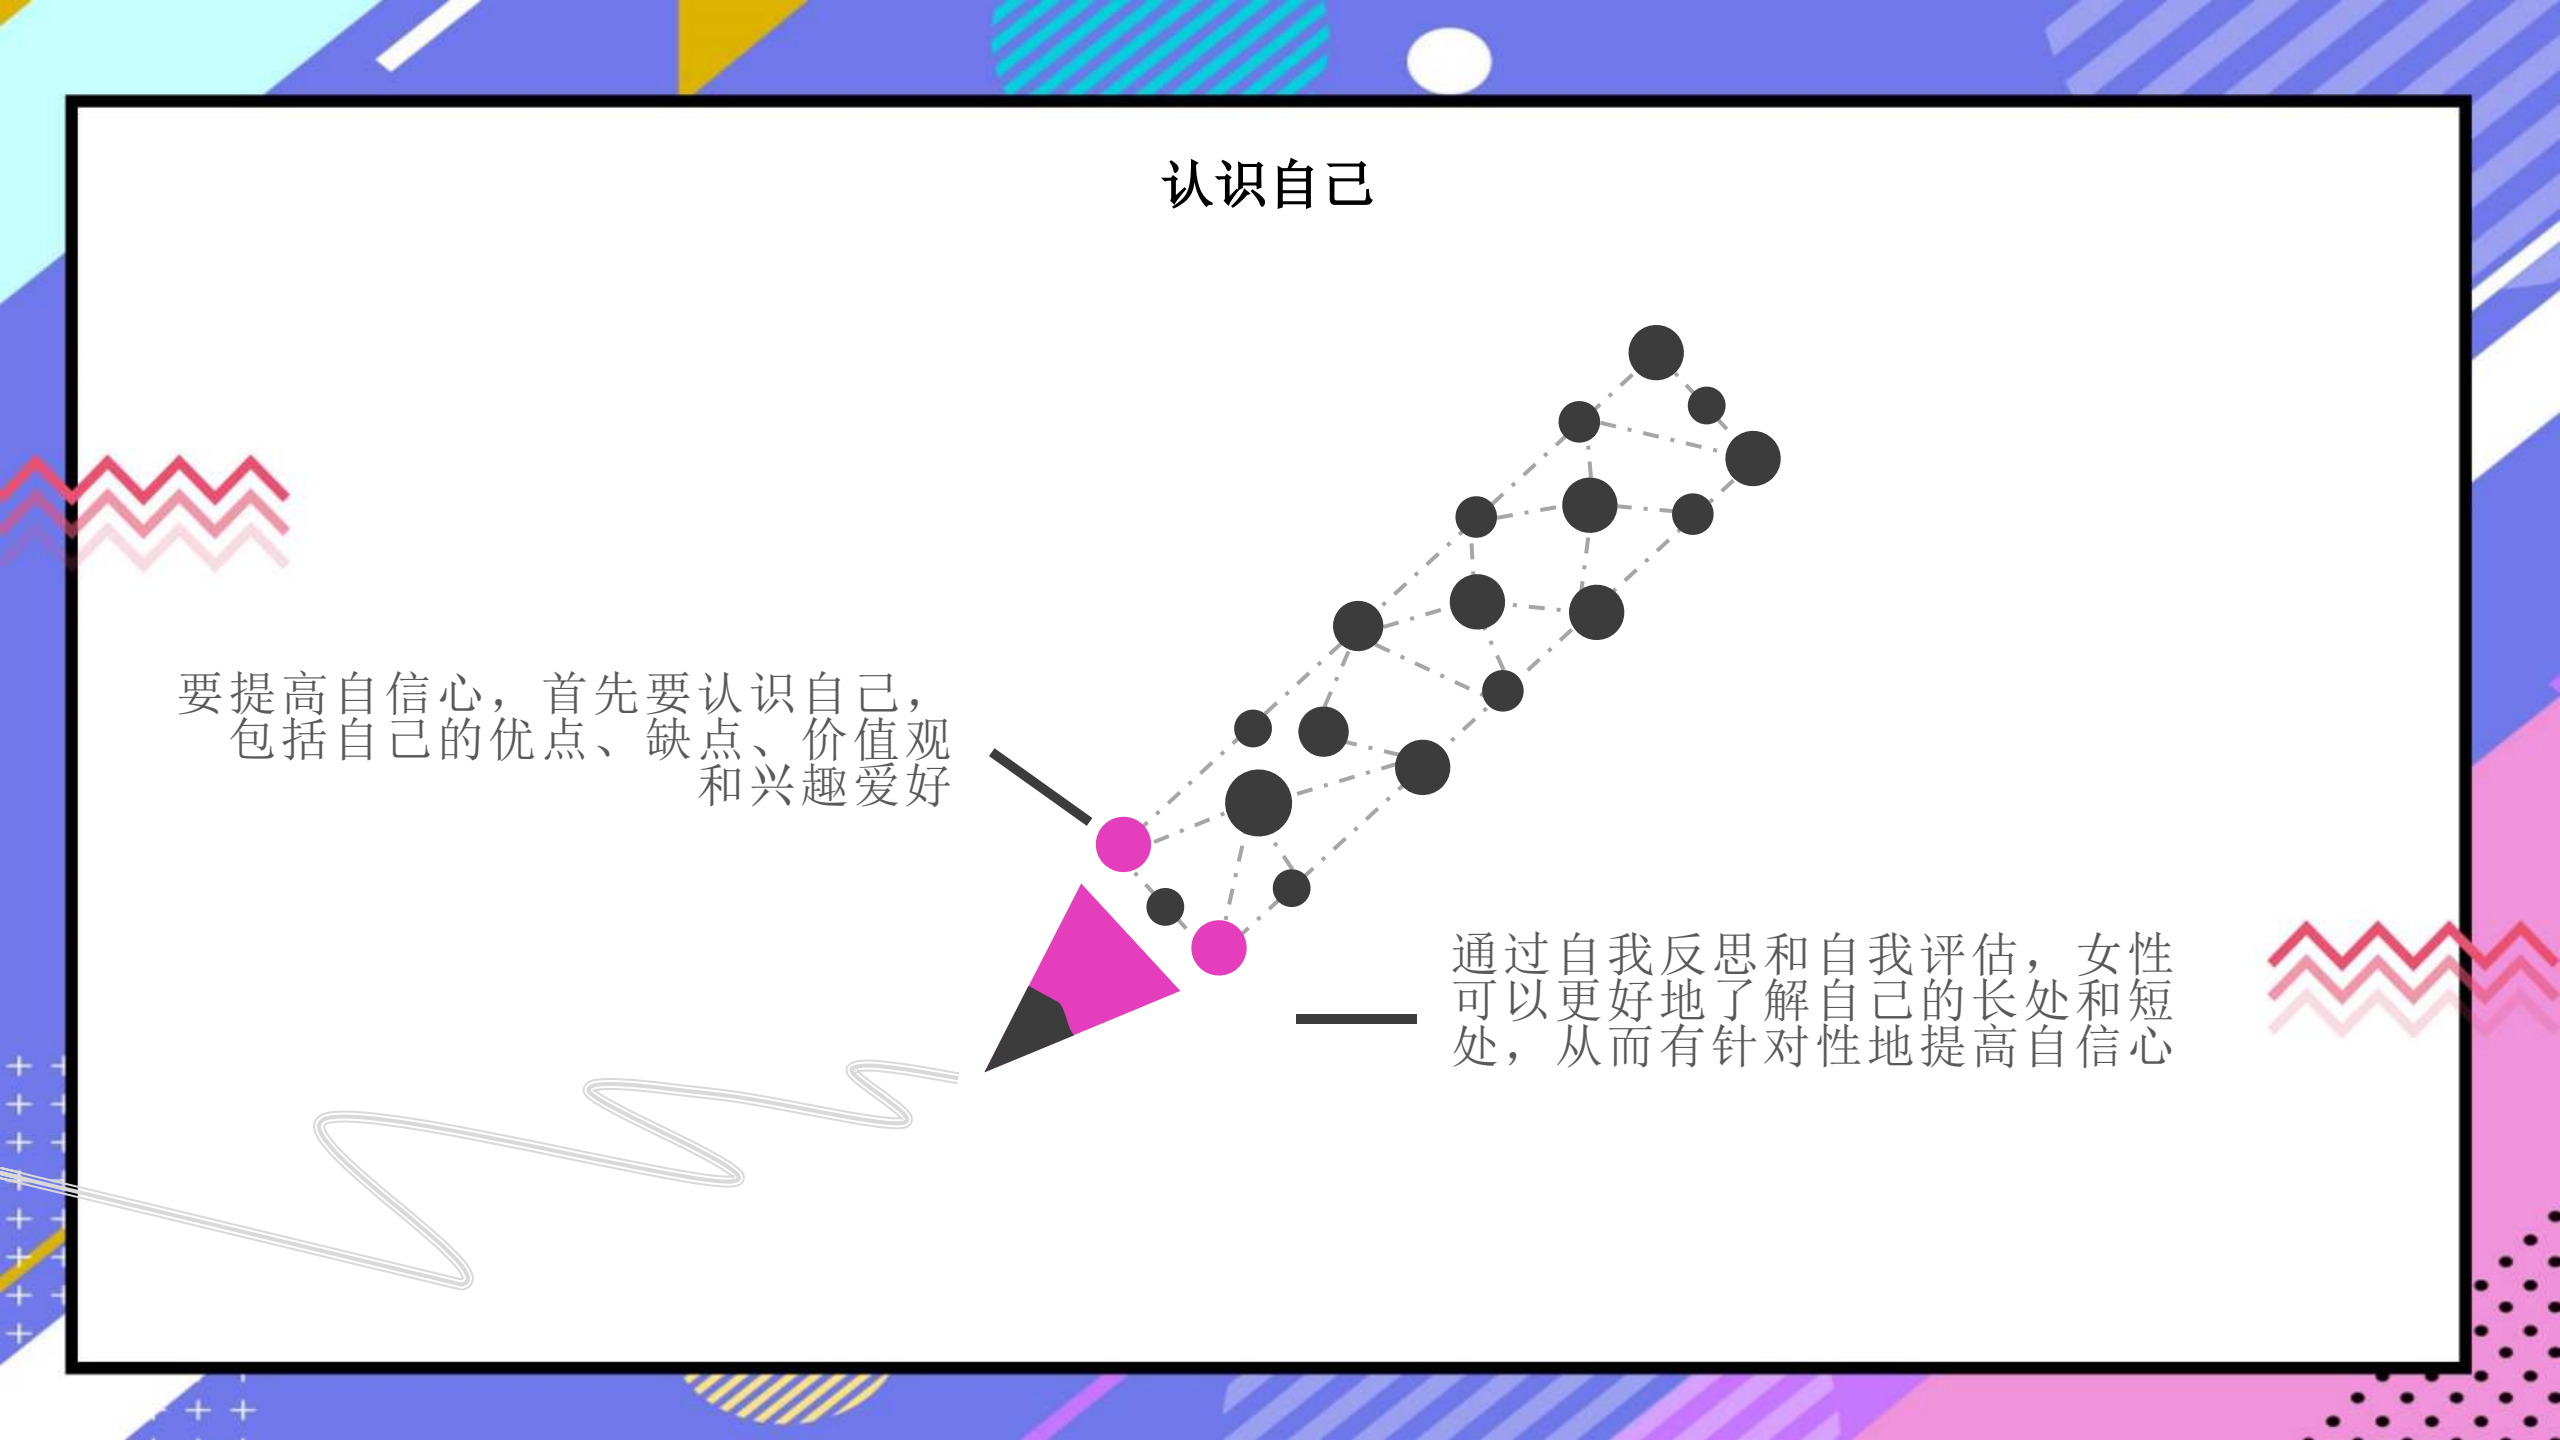 认识自己
要提高自信心，首先要认识自己，
包括自己的优点、缺点、价值观
和兴趣爱好
通过自我反思和自我评估，女性
可以更好地了解自己的长处和短
处，从而有针对性地提高自信心